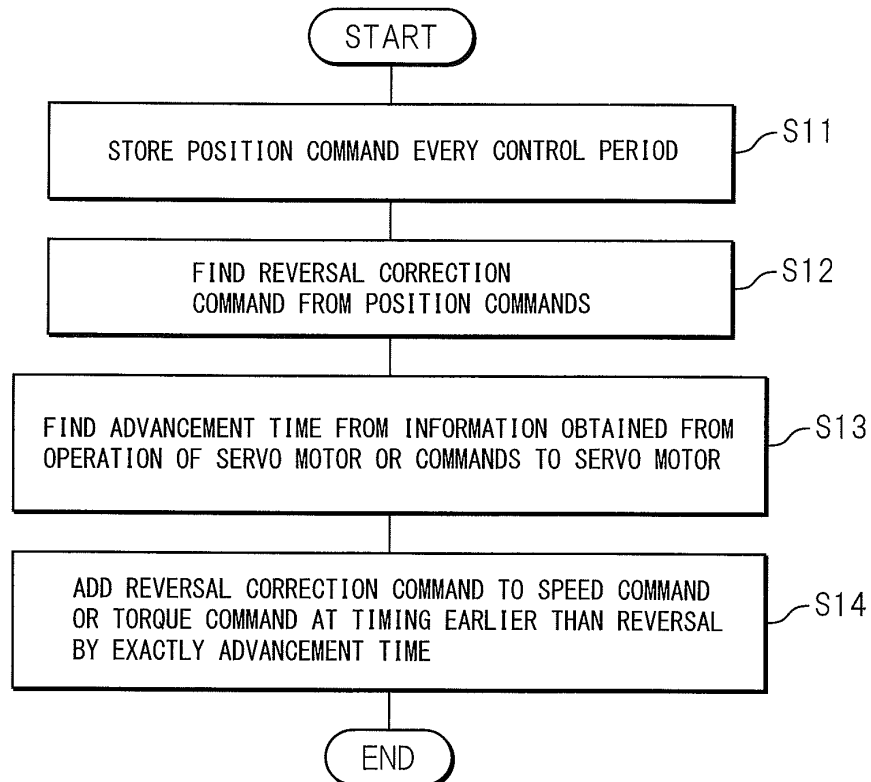 START
STORE POSITION COMMAND EVERY CONTROL PERIOD
S11
FIND REVERSAL CORRECTION
COMMAND FROM POSITION COMMANDS
S12
FIND ADVANCEMENT TIME FROM INFORMATION OBTAINED FROM
OPERATION OF SERVO MOTOR OR COMMANDS TO SERVO MOTOR
S13
ADD REVERSAL CORRECTION COMMAND TO SPEED COMMAND
OR TORQUE COMMAND AT TIMING EARLIER THAN REVERSAL
BY EXACTLY ADVANCEMENT TIME
S14
END